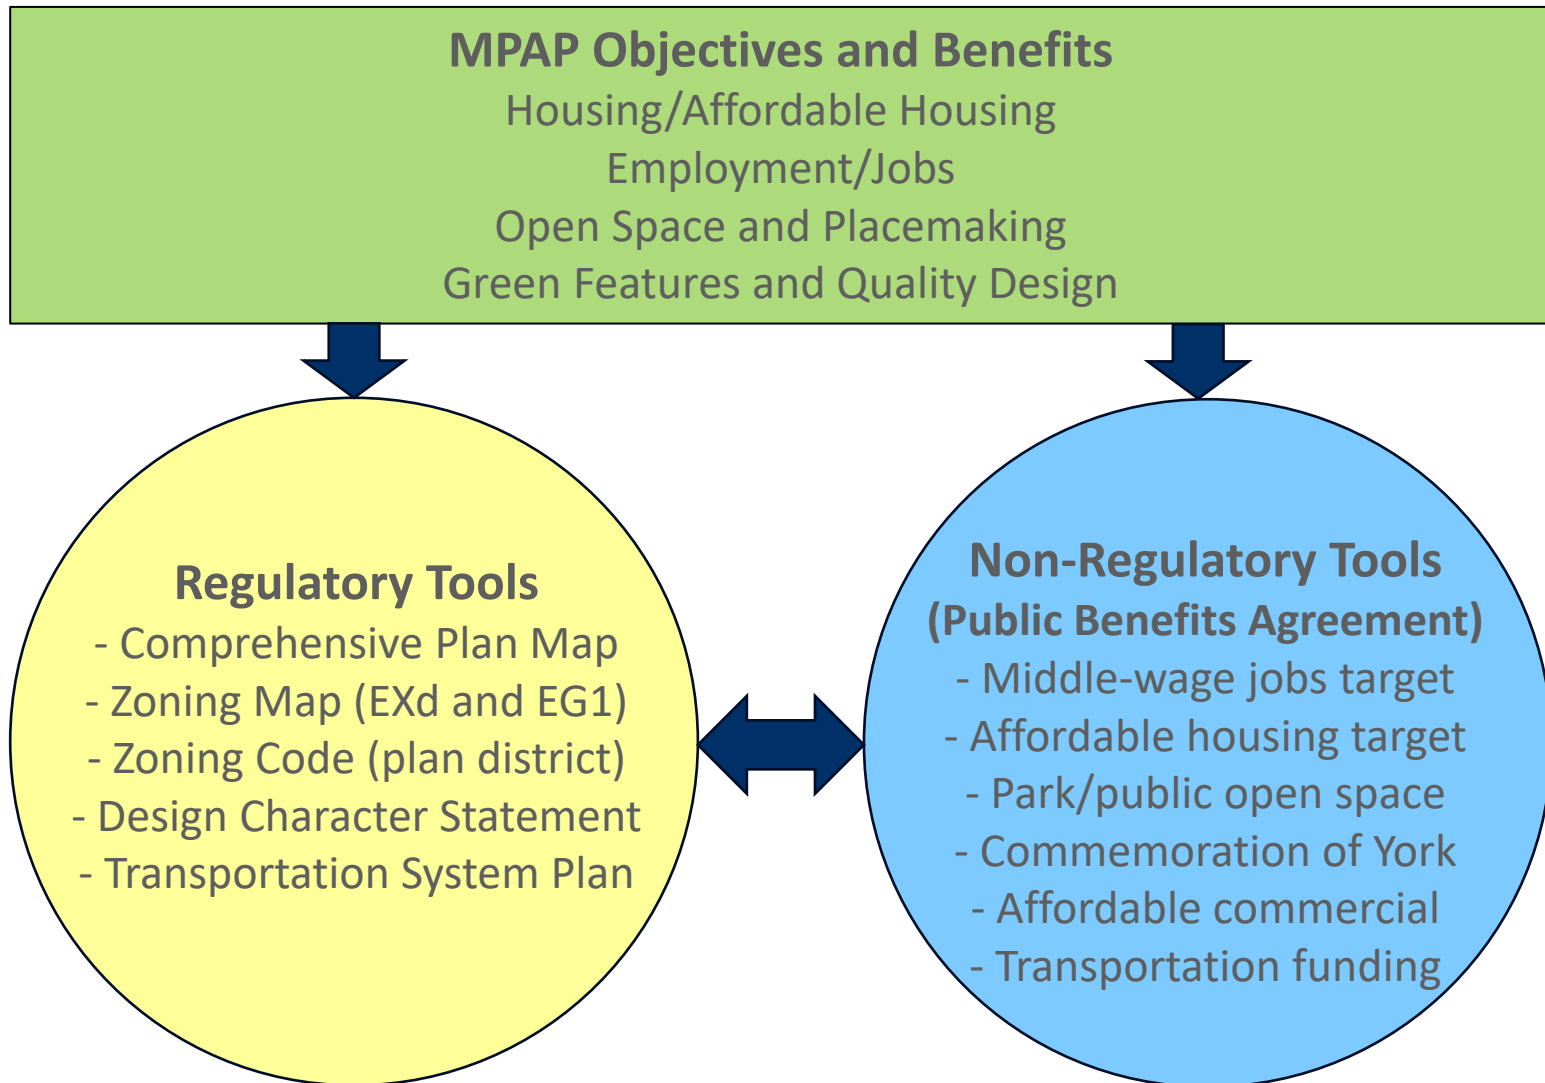 MPAP Objectives and Benefits
Housing/Affordable Housing
Employment/Jobs
Open Space and Placemaking
Green Features and Quality Design
Regulatory Tools
- Comprehensive Plan Map
- Zoning Map (EXd and EG1)
- Zoning Code (plan district)
- Design Character Statement
- Transportation System Plan
Non-Regulatory Tools
(Public Benefits Agreement)
- Middle-wage jobs target
- Affordable housing target
- Park/public open space
- Commemoration of York
- Affordable commercial
- Transportation funding